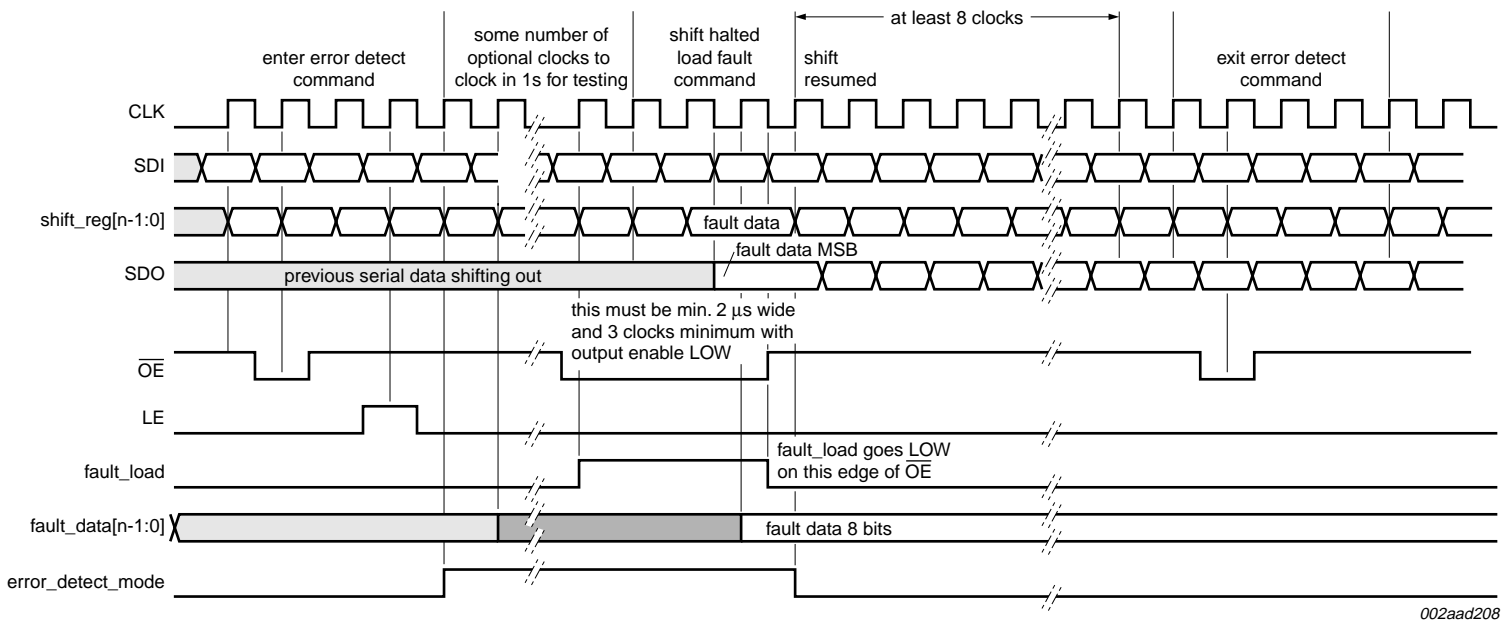 at least 8 clocks
some number of
optional clocks to
clock in 1s for testing
shift halted
load fault
command
enter error detect
command
shift
resumed
exit error detect
command
CLK
SDI
shift_reg[n-1:0]
fault data
fault data MSB
SDO
previous serial data shifting out
this must be min. 2 μs wide
and 3 clocks minimum with
output enable LOW
OE
LE
fault_load goes LOW
on this edge of OE
fault_load
fault_data[n-1:0]
fault data 8 bits
error_detect_mode
002aad208